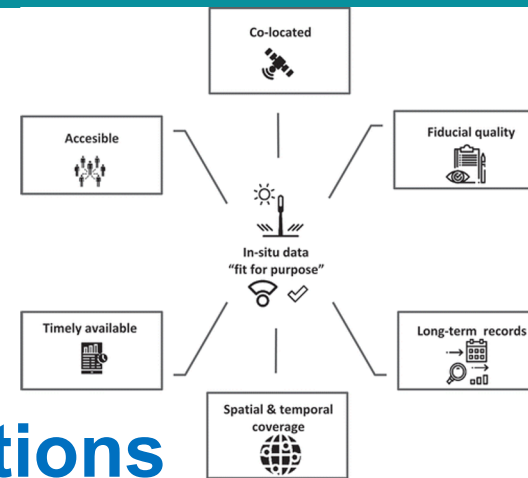 Co-located
Accesible
Fiducial quality
In-situ data
"fit for purpose"
Timely available
Long-term records
Spatial & temporal
coverage
tions